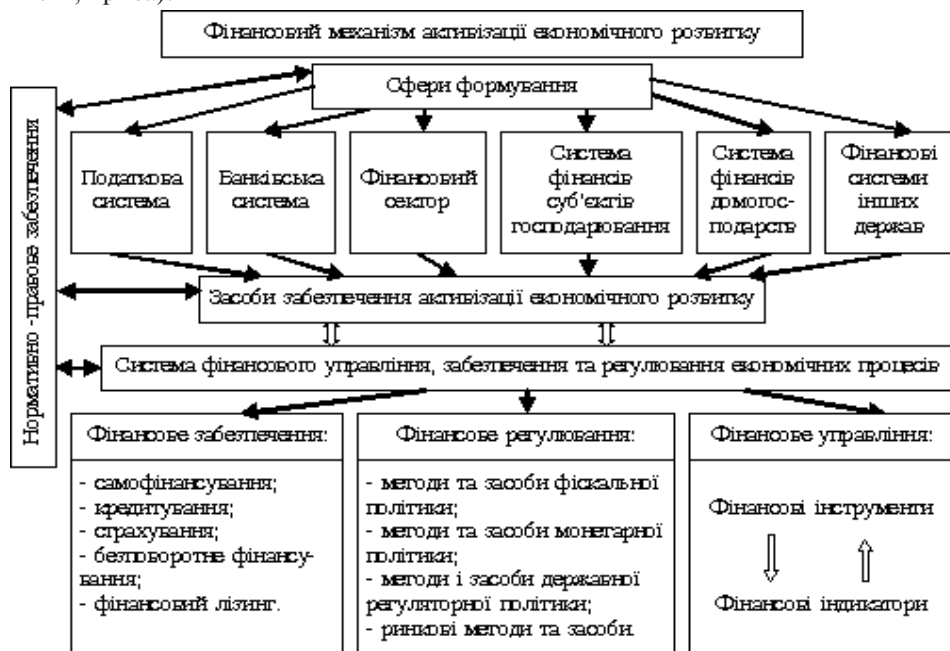 Фінансовий механізм активізації економічного розвитку
Сфери формування
Нормативно -правове забезпечення
Податкова
система
Банківська
система
Фінансовий
сектор
Система
фінансів
суб’єктів
господарювання
Система
фінансів
домогос-
подарств
Фінансові
системи
інших
держав
Засоби забезпечення активізації економічного розвитку
Система фінансового управління, забезпечення та регулювання економічних процесів
Фінансове забезпечення:
- самофінансування;
- кредитування;
- страхування;
- безповоротне фінансу-
вання;
- фінансовий лізинг.
Фінансове регулювання:
- методи та засоби фіскальної
політики;
- методи та засоби монетарної
політики;
- методи і засоби державної
регуляторної політики;
- ринкові методи та засоби.
Фінансове управління:
Фінансові інструменти
Фінансові індикатори